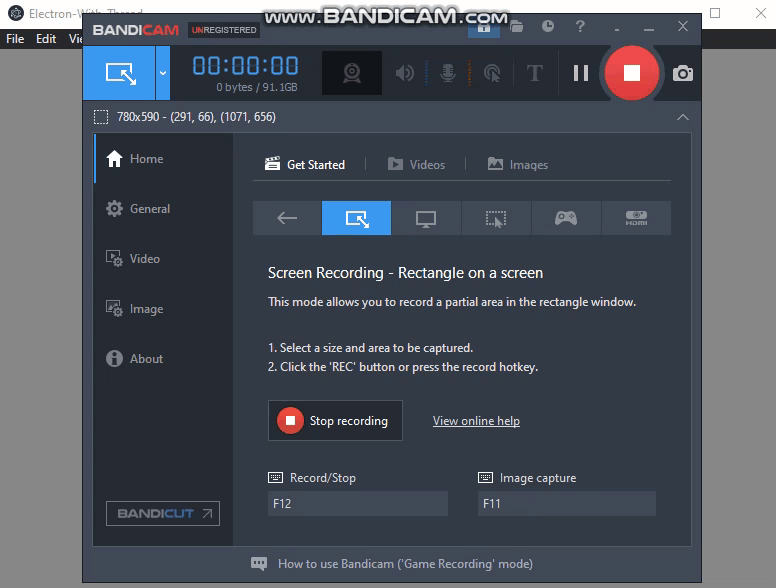 Electron-With-Thread
File Edit Vi
www.BANDICAM.com
BANDICAM UNREGISTERED
00:00:00
0 bytes / 91.1GB
780x590 - (291, 66), (1071, 656)
Home
General
Video
Image
About
BANDICUT
Get Started
Videos
Images
HDMI
Screen Recording - Rectangle on a screen
This mode allows you to record a partial area in the rectangle window.
1. Select a size and area to be captured.
2. Click the 'REC' button or press the record hotkey.
Stop recording
View online help
Record/Stop
Image capture
F12
F11
How to use Bandicam ('Game Recording' mode)